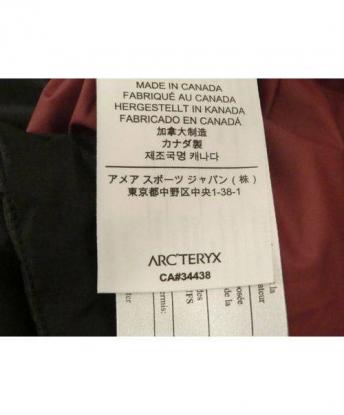 MADE IN CANADA
FABRIQUÉ AU CANADA
HERGESTELLT IN KANADA
FABRICADO EN CANADÁ
加拿大制造
カナダ製
제조국명 캐나다
アメア スポーツ ジャパン(株)
東京都中野区中央1-38-1
ARC'TERYX
CA#34438